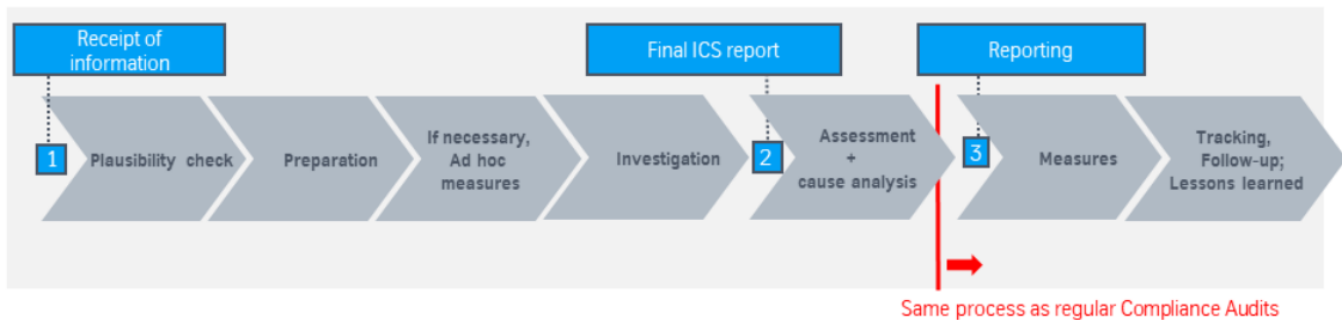 Receipt of
information
Final ICS report
Reporting
1
Plausibility check
Preparation
If necessary,
Ad hoc
measures
Investigation
2
Assessment
+
cause analysis
3
Measures
Tracking,
Follow-up;
Lessons learned
Same process as regular Compliance Audits